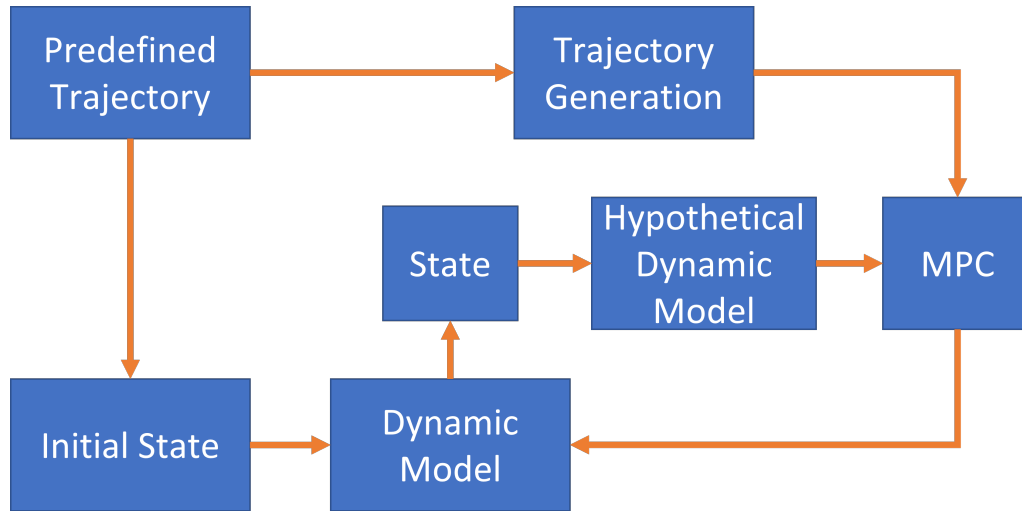 Predefined
Trajectory
Trajectory
Generation
State
Hypothetical
Dynamic
Model
MPC
Initial State
Dynamic
Model